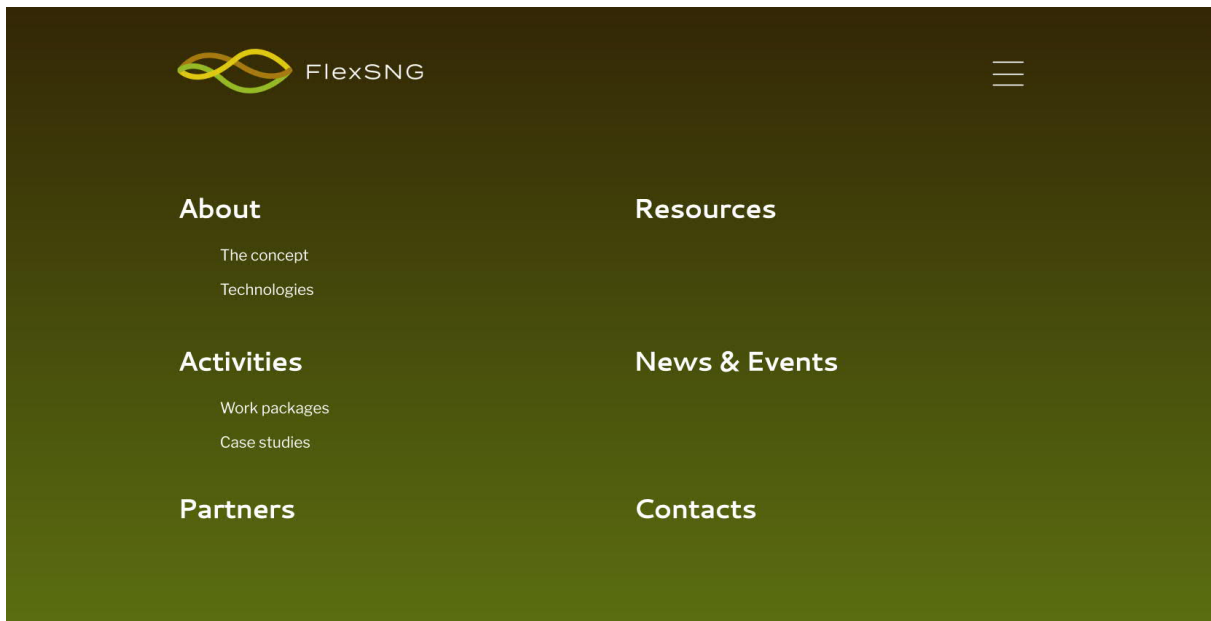 FlexSNG
About
The concept
Technologies
Resources
Activities
Work packages
Case studies
News & Events
Partners
Contacts